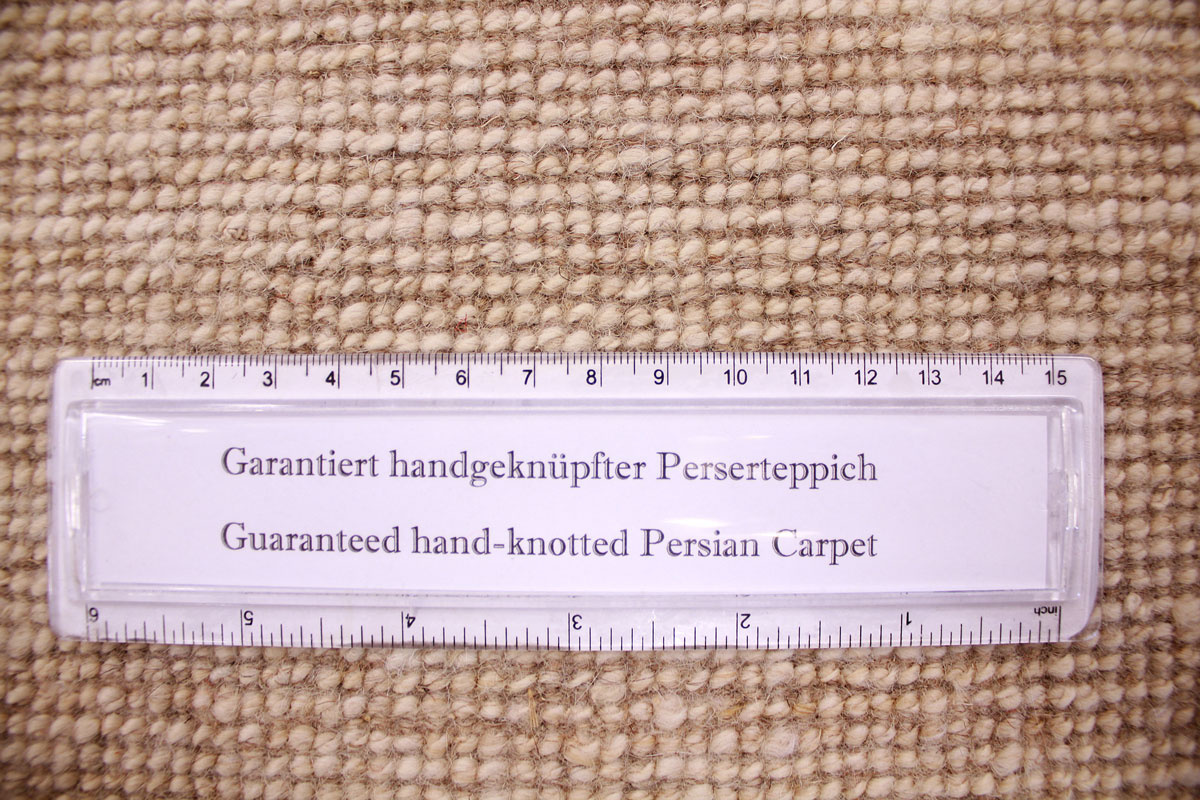 cm 1 2 3 4 5 6 7 8 9 10 11 12 13 14 15
Garantiert handgeknüpfter Perserteppich
Guaranteed hand-knotted Persian Carpet
inch 1 2 3 4 5 6